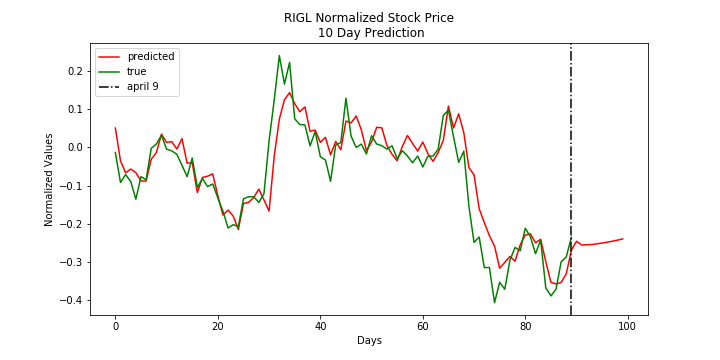 RIGL Normalized Stock Price
10 Day Prediction
predicted
true
april 9
Normalized Values
0.2
0.1
0.0
−0.1
−0.2
−0.3
−0.4
0
20
40
60
80
100
Days